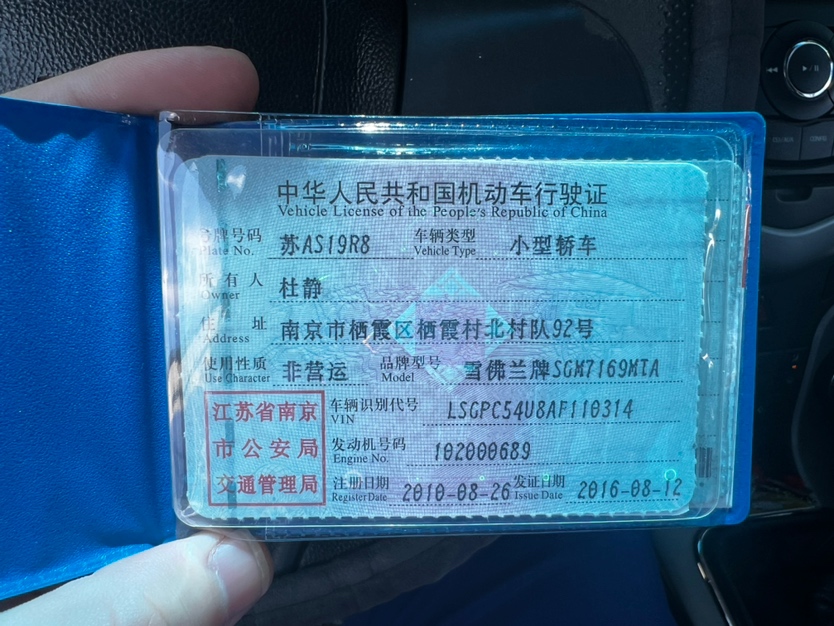 中华人民共和国机动车行驶证
Vehicle License of the People's Republic of China
号牌号码 苏AS19R8 车辆类型 小型轿车
Plate No. Vehicle Type
所有人 杜静
Owner
住址 南京市栖霞区栖霞村北村队92号
Address
使用性质 非营运 品牌型号 雪佛兰牌SGM7169MTA
Use Character Model
江苏省南京 车辆识别代号 LSGPC54U8AF110314
VIN
市公安局 发动机号码 102000689
Engine No.
交通管理局 注册日期 2010-08-26 发证日期 2016-08-12
Register Date Issue Date